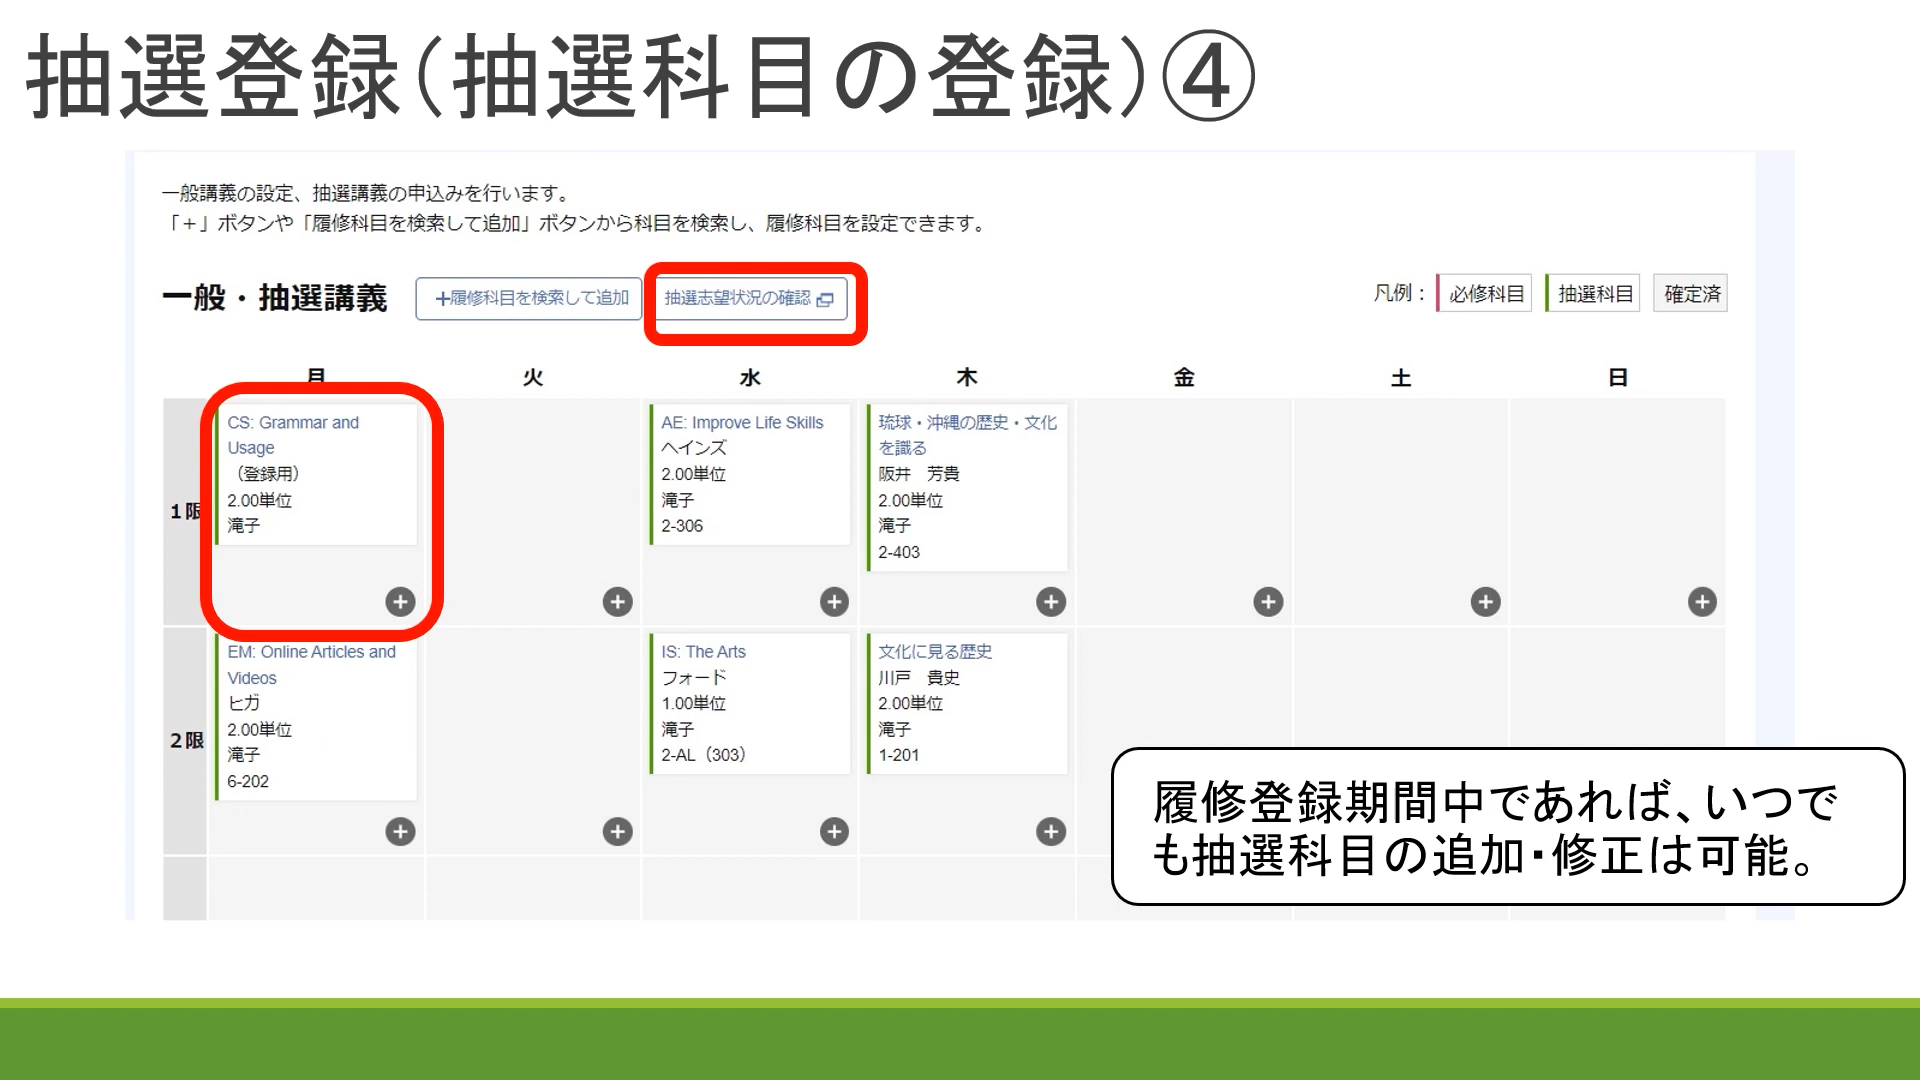 抽選登録（抽選科目の登録）④
一般講義の設定、抽選講義の申込みを行います。
「＋」ボタンや「履修科目を検索して追加」ボタンから科目を検索し、履修科目を設定できます。
一般・抽選講義
＋履修科目を検索して追加
抽選志望状況の確認
凡例：
必修科目
抽選科目
確定済
月
火
水
木
金
土
日
1限
CS: Grammar and
Usage
（登録用）
2.00単位
滝子
AE: Improve Life Skills
ヘインズ
2.00単位
滝子
2-306
琉球・沖縄の歴史・文化
を識る
阪井　芳貴
2.00単位
滝子
2-403
2限
EM: Online Articles and
Videos
ヒガ
2.00単位
滝子
6-202
IS: The Arts
フォード
1.00単位
滝子
2-AL（303）
文化に見る歴史
川戸　貴史
2.00単位
滝子
1-201
履修登録期間中であれば、いつで
も抽選科目の追加・修正は可能。